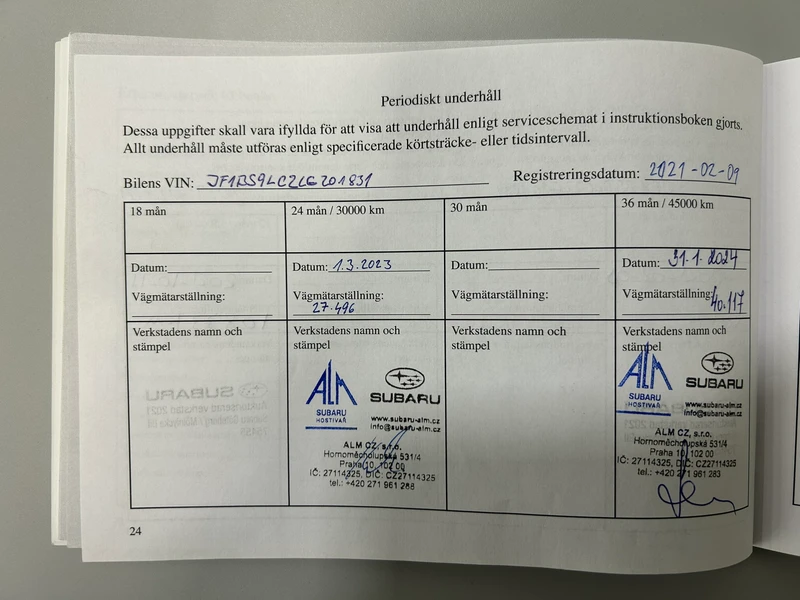 Periodiskt underhåll
Dessa uppgifter skall vara ifyllda för att visa att underhåll enligt serviceschemat i instruktionsboken gjorts.
Allt underhåll måste utföras enligt specificerade körtsträcke- eller tidsintervall.
Bilens VIN: JF1BS9LC2LG201831 Registreringsdatum: 2021-02-09
18 mån
24 mån / 30000 km
30 mån
36 mån / 45000 km
Datum:
Datum: 1.3.2023
Datum:
Datum: 31.1.2024
Vägmätarställning:
Vägmätarställning:
27.496
Vägmätarställning:
Vägmätarställning:
40.117
Verkstadens namn och
stämpel
Verkstadens namn och
stämpel
ALM
SUBARU
HOSTIVAŘ
SUBARU
www.subaru-alm.cz
info@subaru-alm.cz
ALM CZ, s.r.o.
Hornoměcholupská 531/4
Praha 10, 102 00
IČ: 27114325, DIČ: CZ27114325
tel.: +420 271 961 283
Verkstadens namn och
stämpel
Verkstadens namn och
stämpel
ALM
SUBARU
HOSTIVAŘ
SUBARU
www.subaru-alm.cz
info@subaru-alm.cz
ALM CZ, s.r.o.
Hornoměcholupská 531/4
Praha 10, 102 00
IČ: 27114325, DIČ: CZ27114325
tel.: +420 271 961 283
24